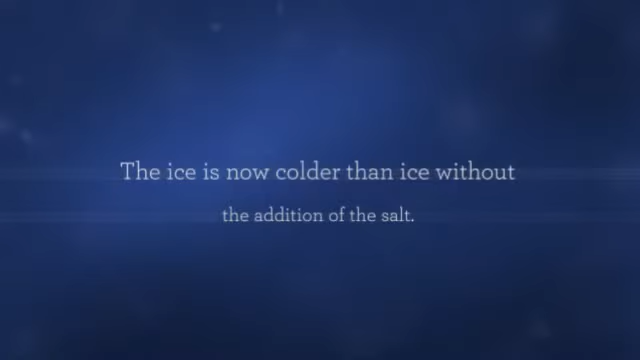 The ice is now colder than ice without
the addition of the salt.